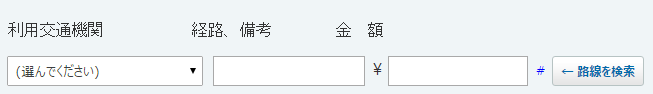 利用交通機関 経路、備考 金　額
(選んでください) ▼ ¥ # ← 路線を検索